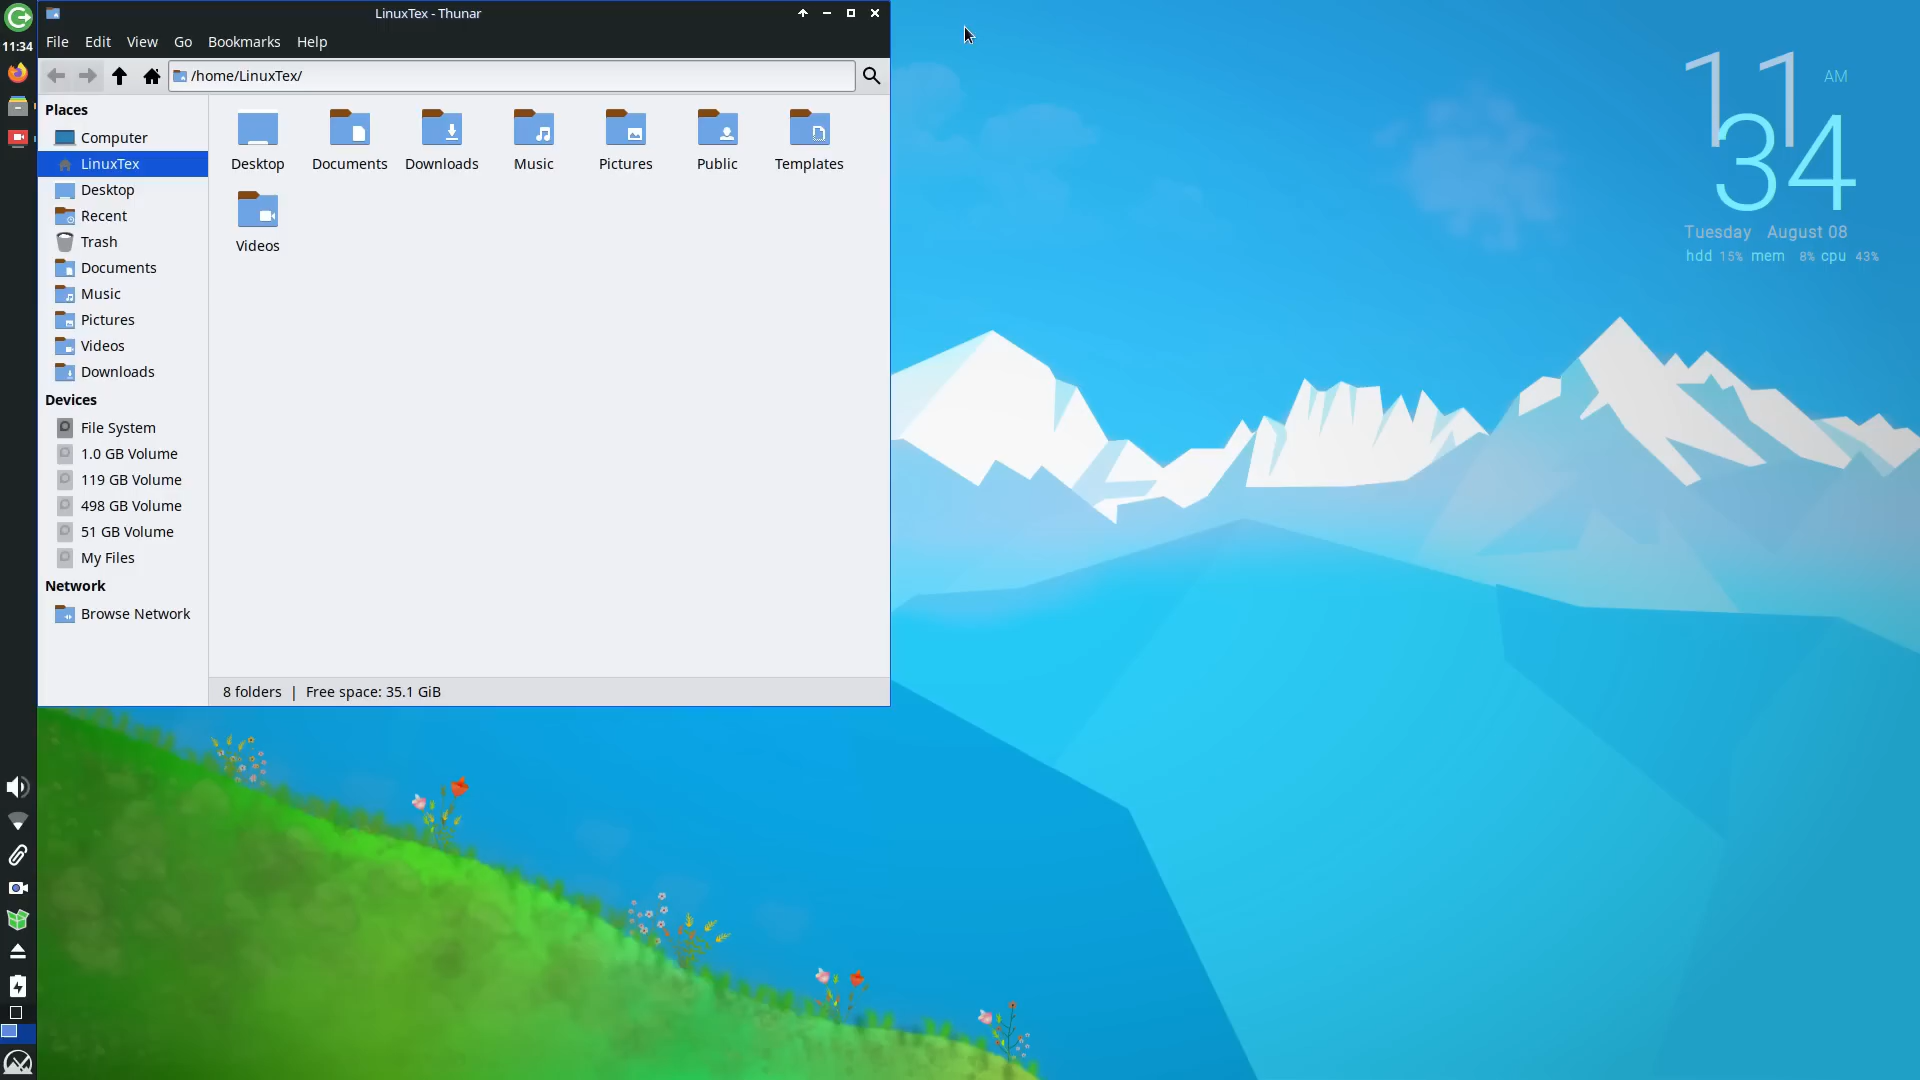 LinuxTex - Thunar
11:34
File Edit View Go Bookmarks Help
/home/LinuxTex/
Places
Computer
LinuxTex
Desktop
Recent
Trash
Documents
Music
Pictures
Videos
Downloads
Devices
File System
1.0 GB Volume
119 GB Volume
498 GB Volume
51 GB Volume
My Files
Network
Browse Network
Desktop Documents Downloads Music Pictures Public Templates
Videos
8 folders | Free space: 35.1 GiB
11 AM
34
Tuesday August 08
hdd 15% mem 8% cpu 43%